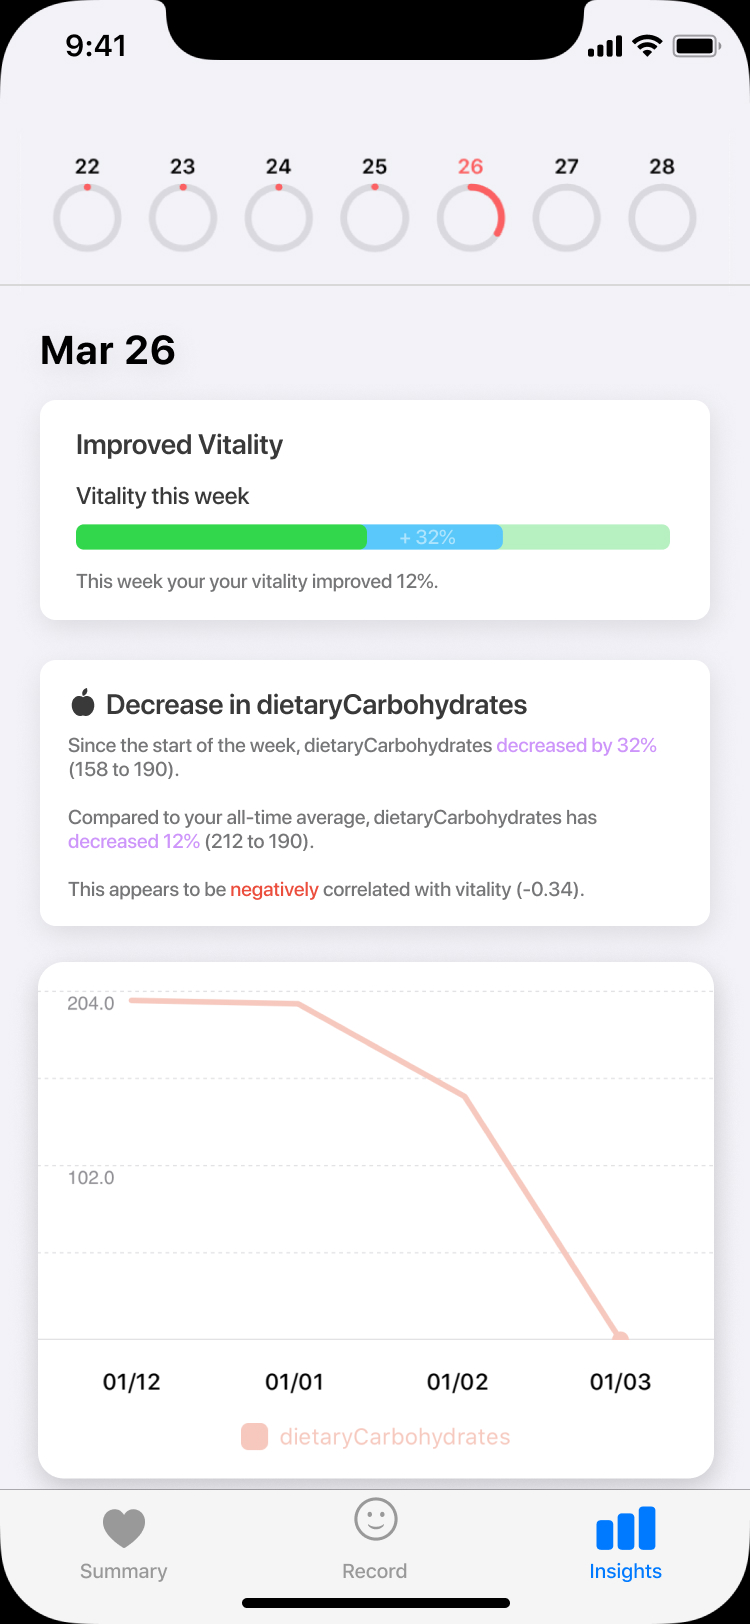 9:41
22 23 24 25 26 27 28
Mar 26
Improved Vitality
Vitality this week
+ 32%
This week your your vitality improved 12%.
Decrease in dietaryCarbohydrates
Since the start of the week, dietaryCarbohydrates decreased by 32%
(158 to 190).
Compared to your all-time average, dietaryCarbohydrates has
decreased 12% (212 to 190).
This appears to be negatively correlated with vitality (-0.34).
204.0
102.0
01/12 01/01 01/02 01/03
dietaryCarbohydrates
Summary Record Insights